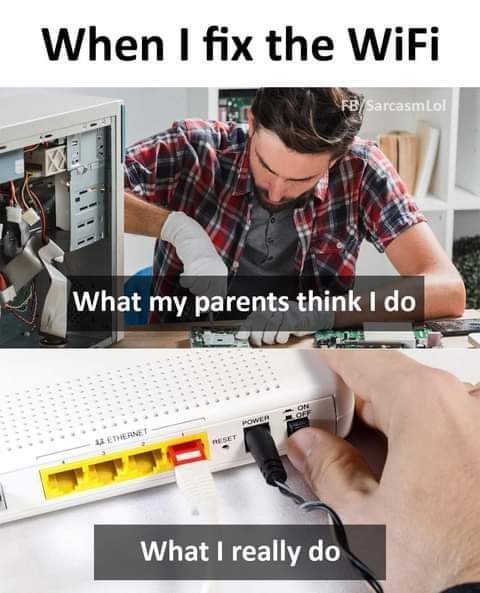 When I fix the WiFi
FB/SarcasmLol
What my parents think I do
ETHERNET
4 3 2 1
RESET
POWER
ON
OFF
What I really do